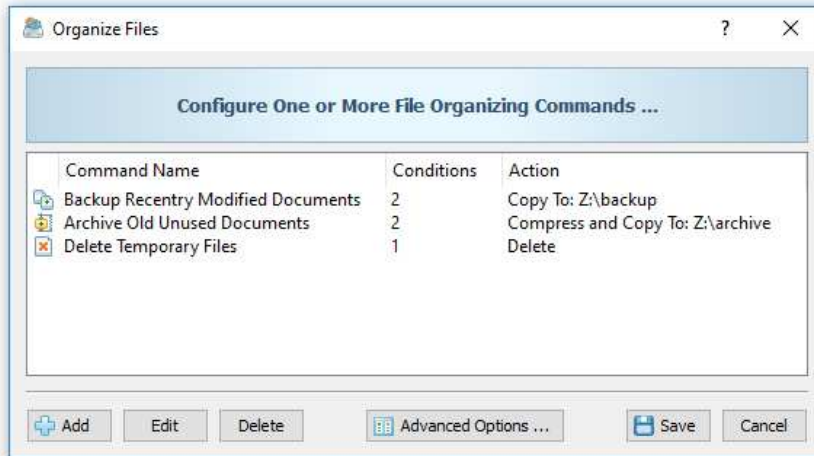 Organize Files
?
Configure One or More File Organizing Commands ...
Command Name Conditions Action
Backup Recentry Modified Documents 2 Copy To: Z:\backup
Archive Old Unused Documents 2 Compress and Copy To: Z:\archive
Delete Temporary Files 1 Delete
Add Edit Delete Advanced Options ... Save Cancel